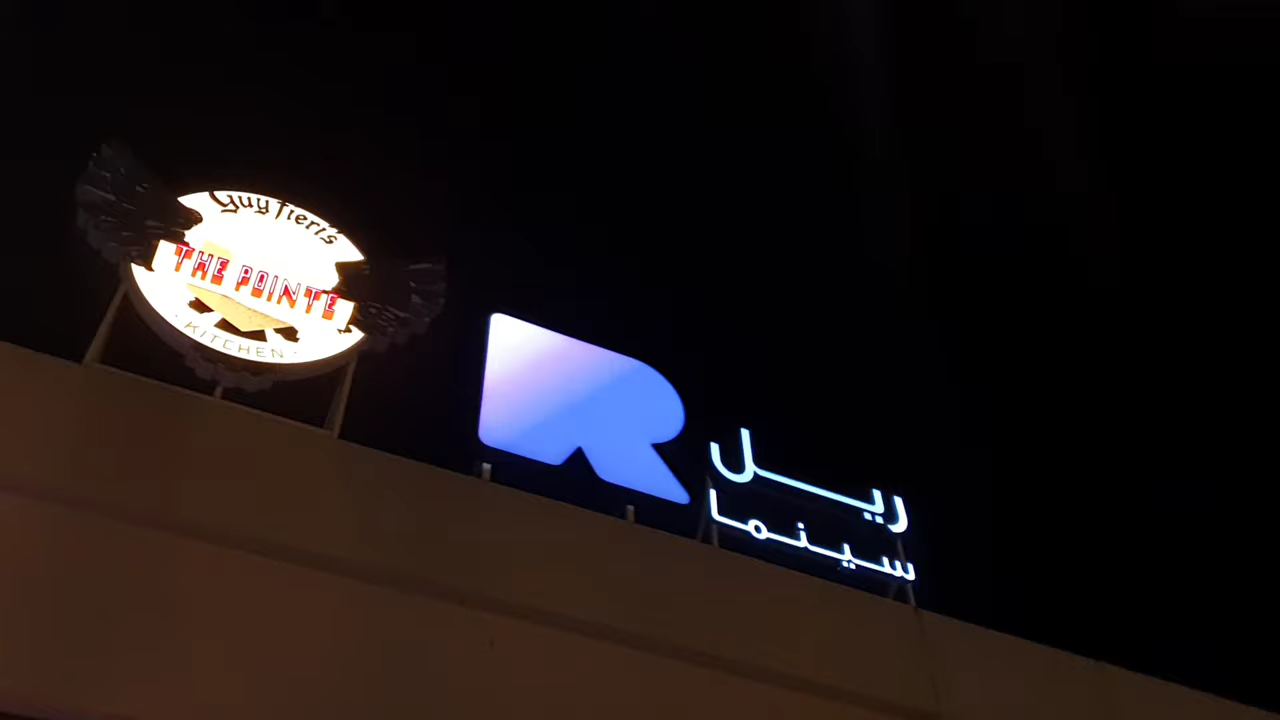 Guy Fieri's
THE POINTE
· KITCHEN ·
R
ريل
سينما